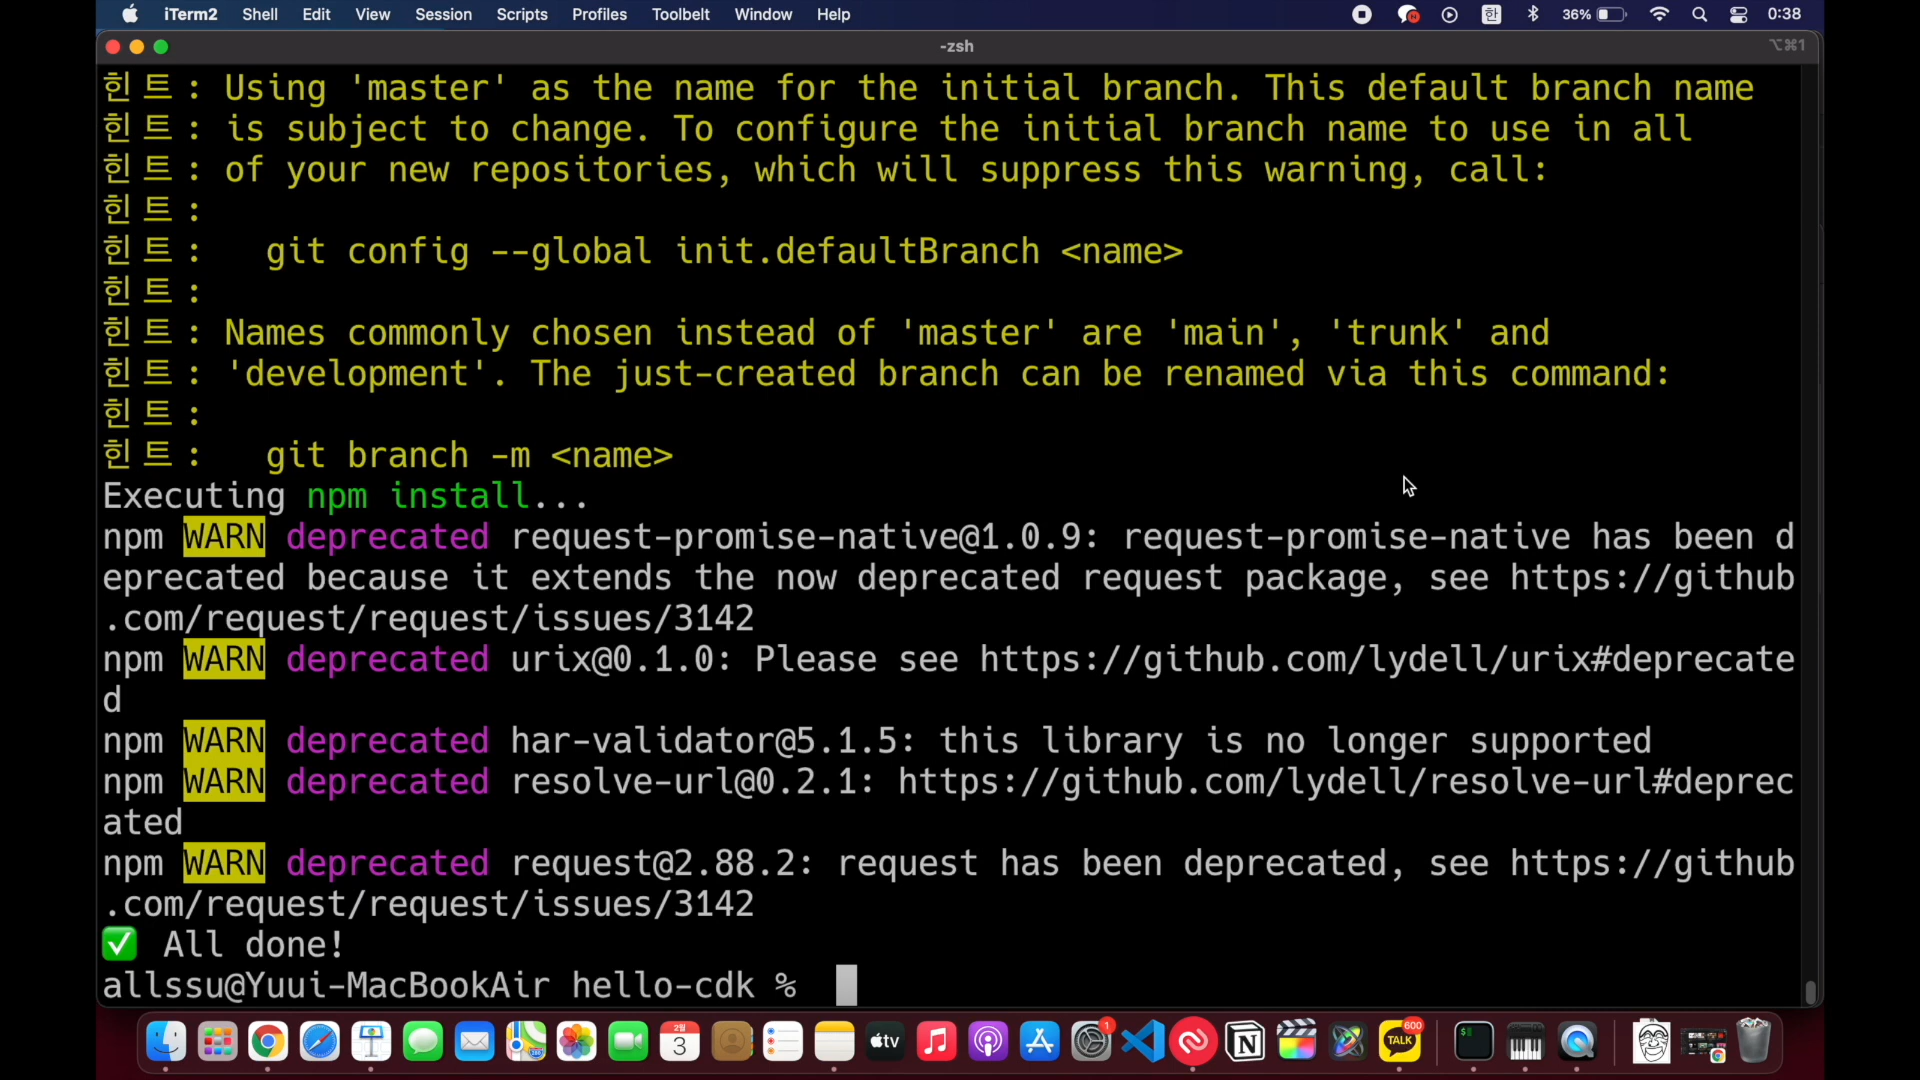 iTerm2 Shell Edit View Session Scripts Profiles Toolbelt Window Help 한 36% 0:38
-zsh ⌥⌘1
힌트: Using 'master' as the name for the initial branch. This default branch name
힌트: is subject to change. To configure the initial branch name to use in all
힌트: of your new repositories, which will suppress this warning, call:
힌트:
힌트: git config --global init.defaultBranch <name>
힌트:
힌트: Names commonly chosen instead of 'master' are 'main', 'trunk' and
힌트: 'development'. The just-created branch can be renamed via this command:
힌트:
힌트: git branch -m <name>
Executing npm install...
npm WARN deprecated request-promise-native@1.0.9: request-promise-native has been d
eprecated because it extends the now deprecated request package, see https://github
.com/request/request/issues/3142
npm WARN deprecated urix@0.1.0: Please see https://github.com/lydell/urix#deprecate
d
npm WARN deprecated har-validator@5.1.5: this library is no longer supported
npm WARN deprecated resolve-url@0.2.1: https://github.com/lydell/resolve-url#deprec
ated
npm WARN deprecated request@2.88.2: request has been deprecated, see https://github
.com/request/request/issues/3142
✅ All done!
allssu@Yuui-MacBookAir hello-cdk %
2월 3 tv 1 N TALK 600 $